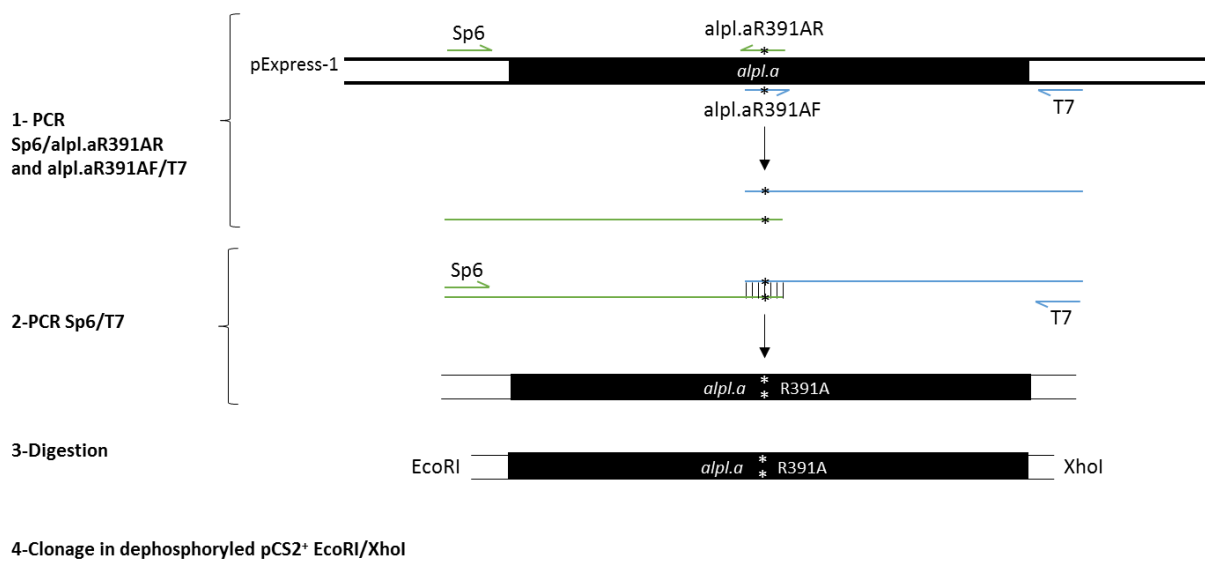 Sp6
alpl.aR391AR
*
pExpress-1
alpl.a
*
alpl.aR391AF
T7
1- PCR
Sp6/alpl.aR391AR
and alpl.aR391AF/T7
*
*
Sp6
*
*
2-PCR Sp6/T7
T7
alpl.a * R391A
*
3-Digestion
EcoRI
alpl.a * R391A
*
XhoI
4-Clonage in dephosphoryled pCS2⁺ EcoRI/XhoI